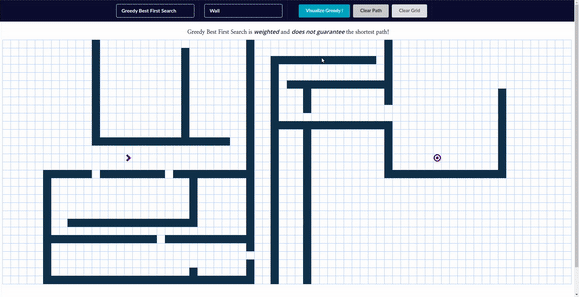 Greedy Best First Search
Wall
Visualize Greedy!
Clear Path
Clear Grid
Greedy Best First Search is weighted and does not guarantee the shortest path!